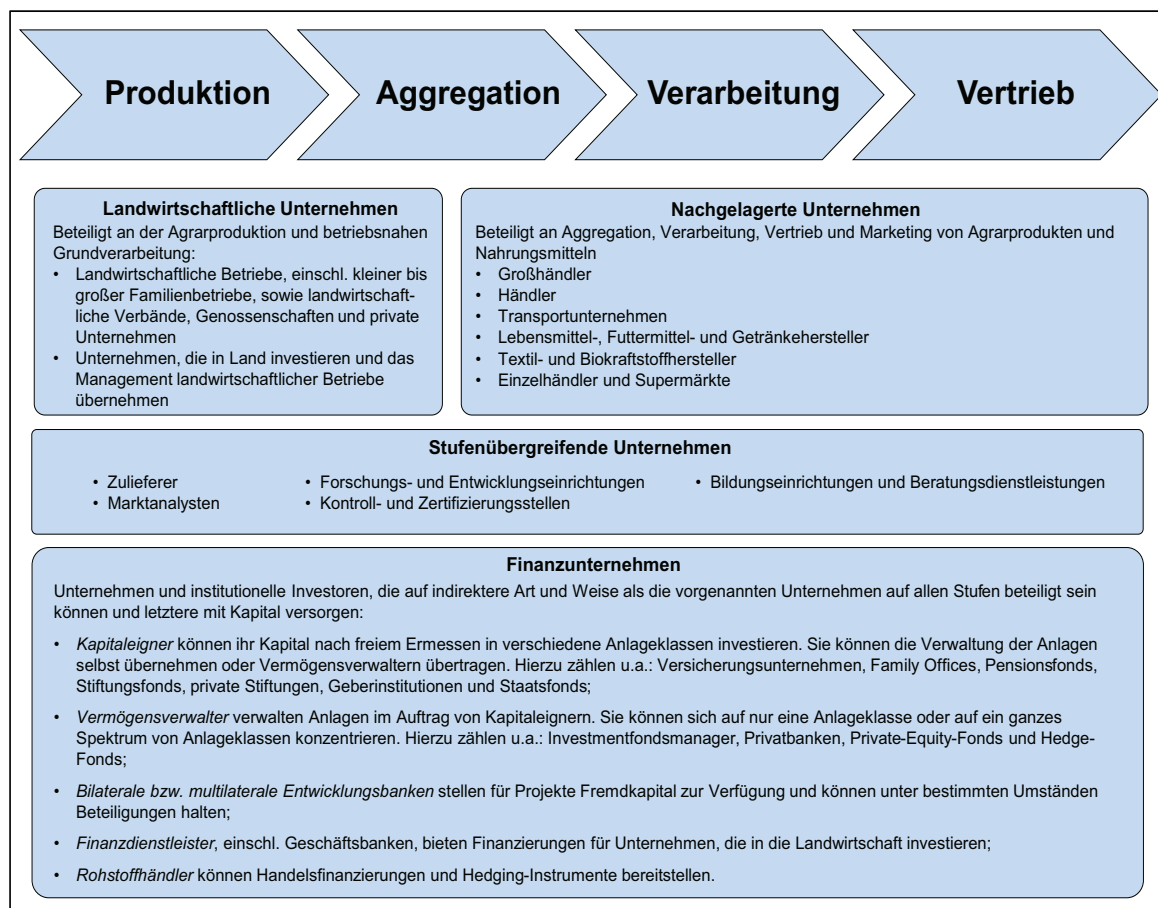 Produktion
Aggregation
Verarbeitung
Vertrieb
Landwirtschaftliche Unternehmen
Beteiligt an der Agrarproduktion und betriebsnahen
Grundverarbeitung:
• Landwirtschaftliche Betriebe, einschl. kleiner bis
großer Familienbetriebe, sowie landwirtschaft-
liche Verbände, Genossenschaften und private
Unternehmen
• Unternehmen, die in Land investieren und das
Management landwirtschaftlicher Betriebe
übernehmen
Nachgelagerte Unternehmen
Beteiligt an Aggregation, Verarbeitung, Vertrieb und Marketing von Agrarprodukten und
Nahrungsmitteln
• Großhändler
• Händler
• Transportunternehmen
• Lebensmittel-, Futtermittel- und Getränkehersteller
• Textil- und Biokraftstoffhersteller
• Einzelhändler und Supermärkte
Stufenübergreifende Unternehmen
• Zulieferer
• Marktanalysten
• Forschungs- und Entwicklungseinrichtungen
• Kontroll- und Zertifizierungsstellen
• Bildungseinrichtungen und Beratungsdienstleistungen
Finanzunternehmen
Unternehmen und institutionelle Investoren, die auf indirektere Art und Weise als die vorgenannten Unternehmen auf allen Stufen beteiligt sein
können und letztere mit Kapital versorgen:
• Kapitaleigner können ihr Kapital nach freiem Ermessen in verschiedene Anlageklassen investieren. Sie können die Verwaltung der Anlagen
selbst übernehmen oder Vermögensverwaltern übertragen. Hierzu zählen u.a.: Versicherungsunternehmen, Family Offices, Pensionsfonds,
Stiftungsfonds, private Stiftungen, Geberinstitutionen und Staatsfonds;
• Vermögensverwalter verwalten Anlagen im Auftrag von Kapitaleignern. Sie können sich auf nur eine Anlageklasse oder auf ein ganzes
Spektrum von Anlageklassen konzentrieren. Hierzu zählen u.a.: Investmentfondsmanager, Privatbanken, Private-Equity-Fonds und Hedge-
Fonds;
• Bilaterale bzw. multilaterale Entwicklungsbanken stellen für Projekte Fremdkapital zur Verfügung und können unter bestimmten Umständen
Beteiligungen halten;
• Finanzdienstleister, einschl. Geschäftsbanken, bieten Finanzierungen für Unternehmen, die in die Landwirtschaft investieren;
• Rohstoffhändler können Handelsfinanzierungen und Hedging-Instrumente bereitstellen.